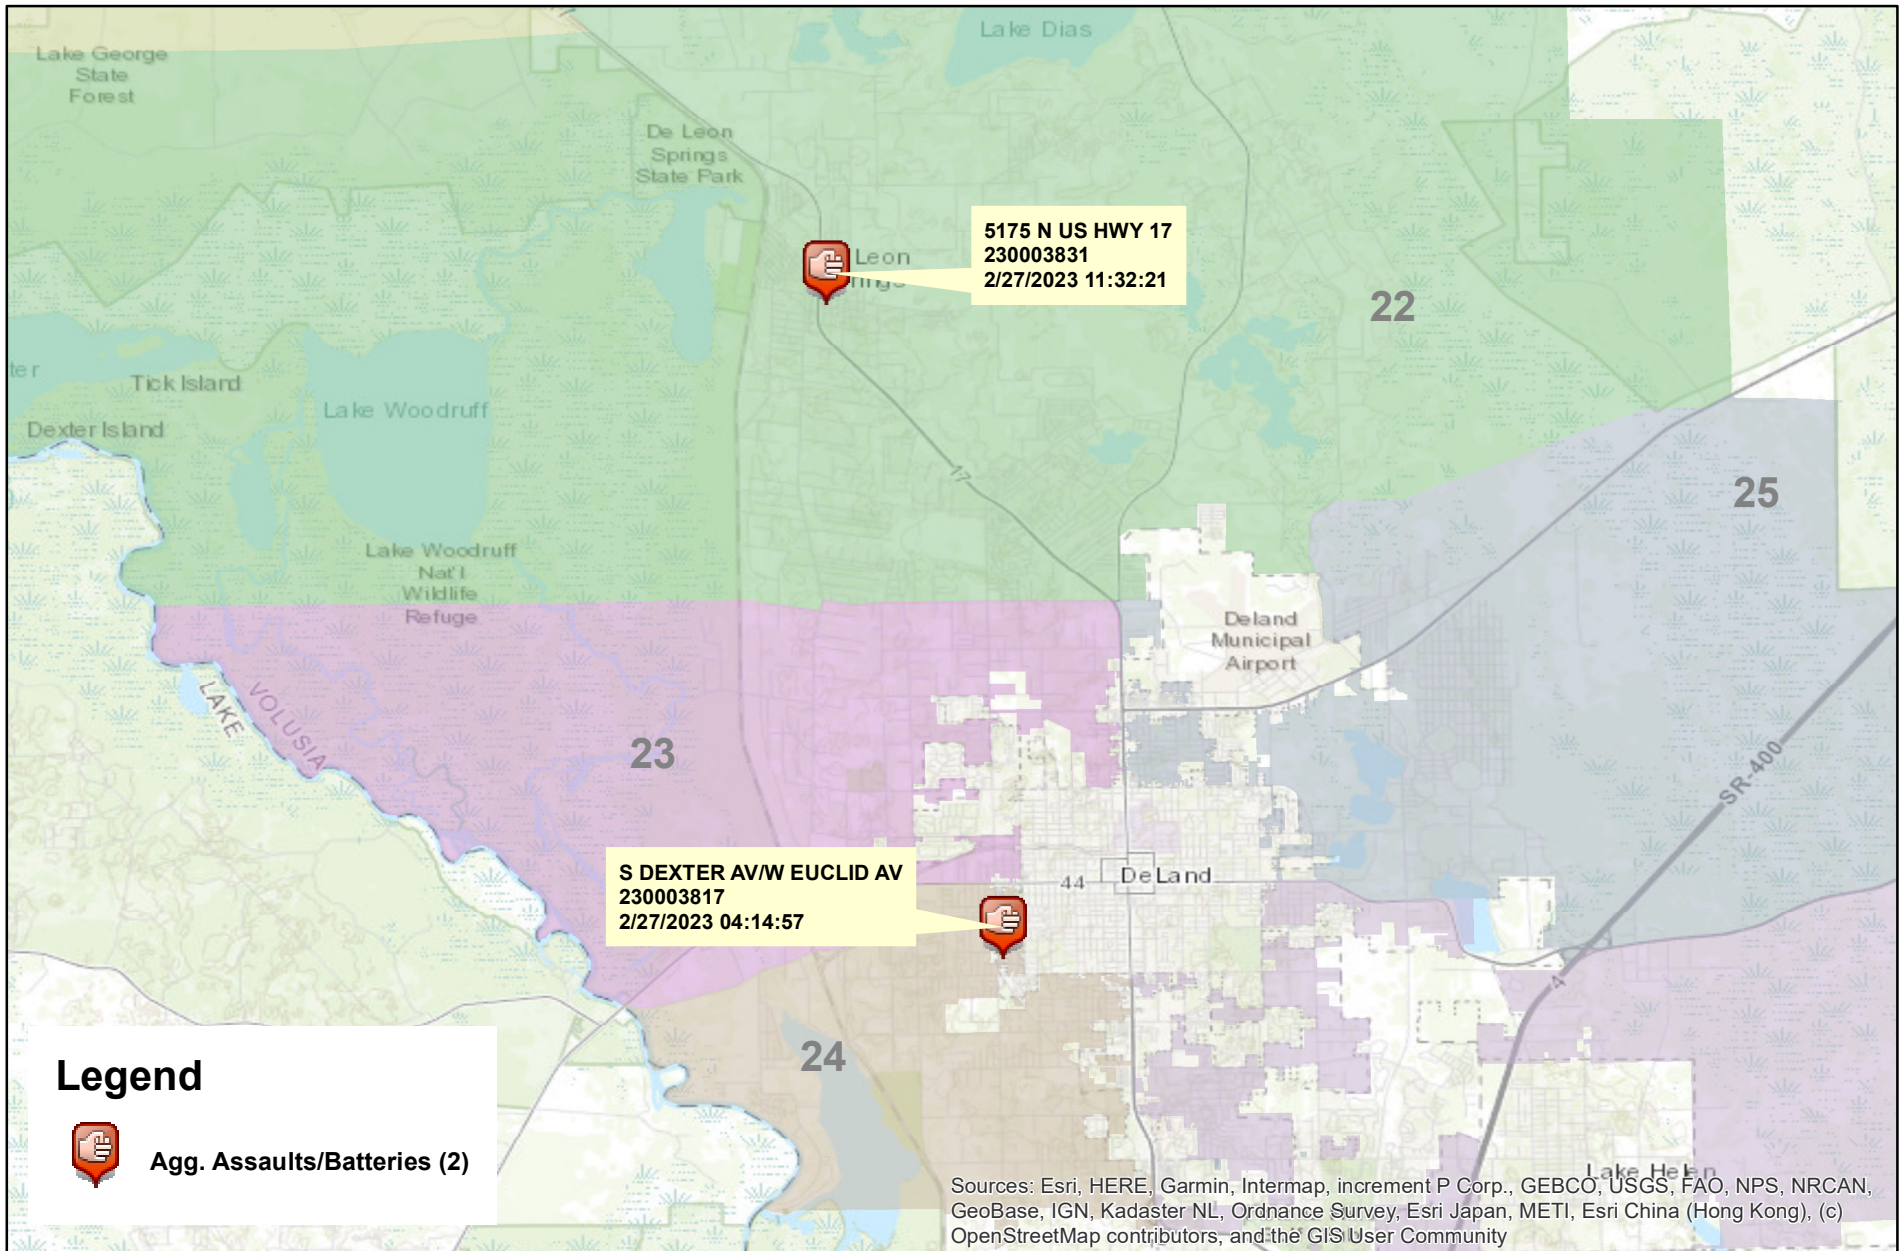 17
Lake Dias
Lake George
State
Forest
De Leon
Springs
State Park
5175 N US HWY 17
230003831
2/27/2023 11:32:21
Leon
22
Tick Island
Lake Woodruff
Dexter Island
17
25
Lake Woodruff
Nat'l
Wildlife
Refuge
Deland
Municipal
Airport
LAKE
VOLUSIA
23
SR-400
S DEXTER AV/W EUCLID AV
230003817
2/27/2023 04:14:57
44
DeLand
4
24
Legend
Agg. Assaults/Batteries (2)
Lake Helen
Sources: Esri, HERE, Garmin, Intermap, increment P Corp., GEBCO, USGS, FAO, NPS, NRCAN,
GeoBase, IGN, Kadaster NL, Ordnance Survey, Esri Japan, METI, Esri China (Hong Kong), (c)
OpenStreetMap contributors, and the GIS User Community